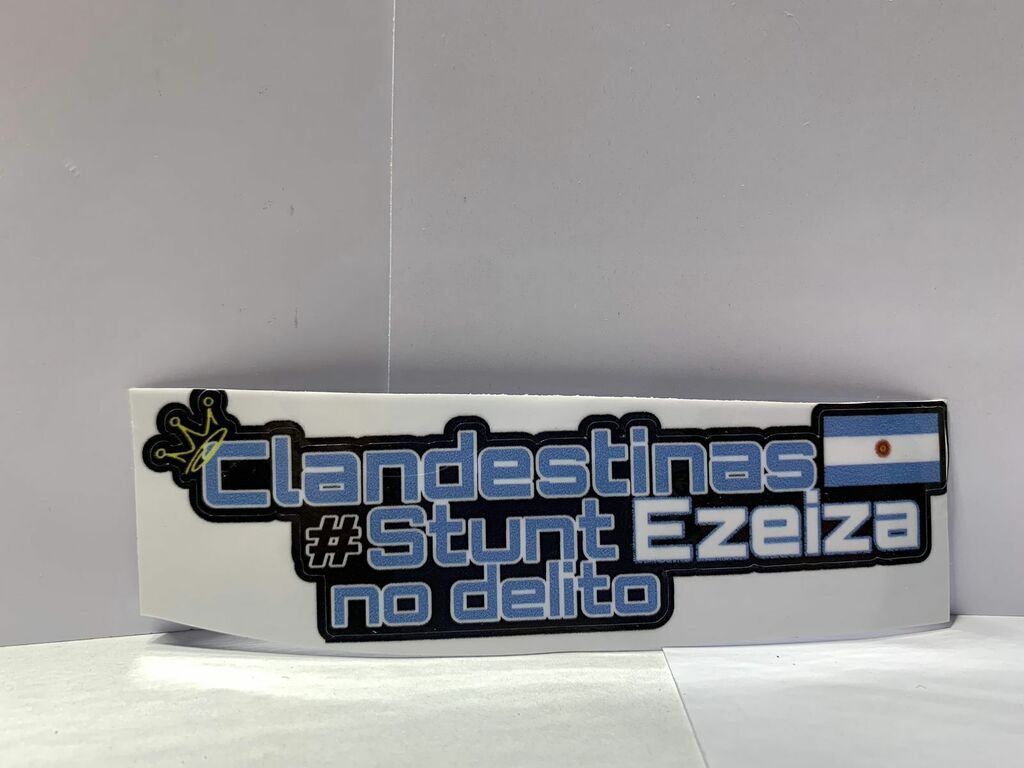 Clandestinas
#Stunt Ezeiza
no delito